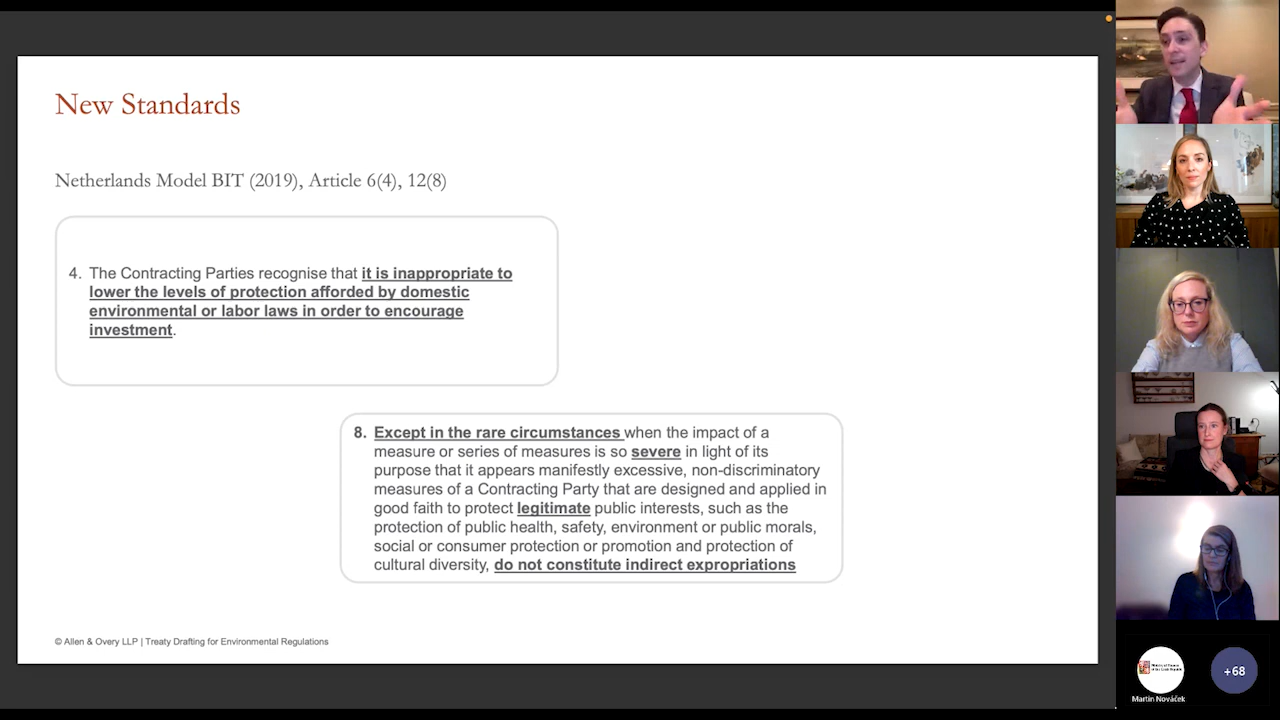 New Standards
Netherlands Model BIT (2019), Article 6(4), 12(8)
4. The Contracting Parties recognise that it is inappropriate to
lower the levels of protection afforded by domestic
environmental or labor laws in order to encourage
investment.
8. Except in the rare circumstances when the impact of a
measure or series of measures is so severe in light of its
purpose that it appears manifestly excessive, non-discriminatory
measures of a Contracting Party that are designed and applied in
good faith to protect legitimate public interests, such as the
protection of public health, safety, environment or public morals,
social or consumer protection or promotion and protection of
cultural diversity, do not constitute indirect expropriations
© Allen & Overy LLP | Treaty Drafting for Environmental Regulations
+68
Martin Nováček